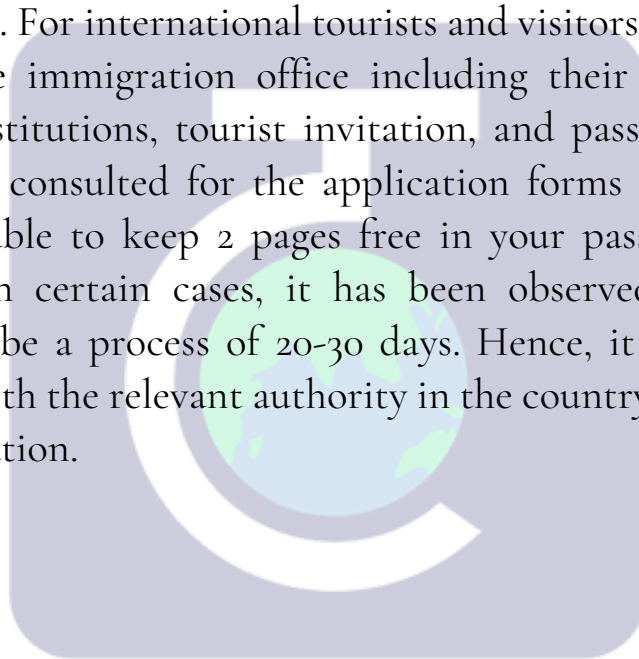 . For international tourists and visitors
immigration office including their
stitutions, tourist invitation, and pass
consulted for the application forms
able to keep 2 pages free in your pas
certain cases, it has been observed
be a process of 20-30 days. Hence, it
th the relevant authority in the country
tion.